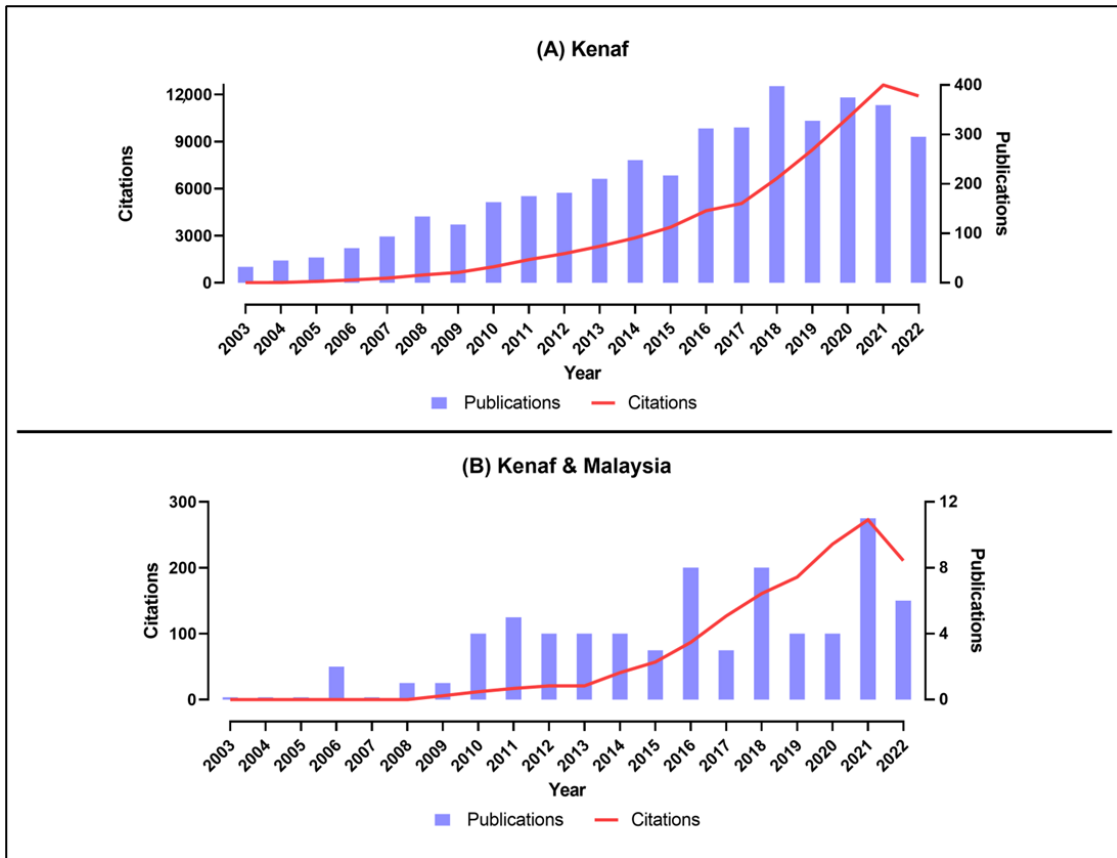 (A) Kenaf
12000
9000
6000
3000
0
Citations
400
300
200
100
0
Publications
2003 2004 2005 2006 2007 2008 2009 2010 2011 2012 2013 2014 2015 2016 2017 2018 2019 2020 2021 2022
Year
Publications Citations
(B) Kenaf & Malaysia
300
200
100
0
Citations
12
8
4
0
Publications
2003 2004 2005 2006 2007 2008 2009 2010 2011 2012 2013 2014 2015 2016 2017 2018 2019 2020 2021 2022
Year
Publications Citations